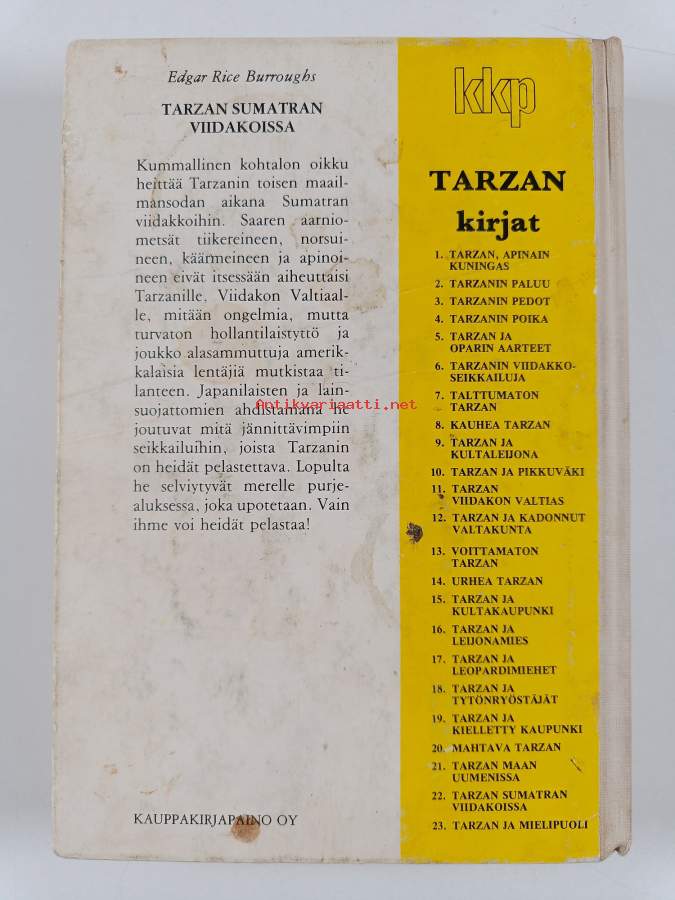 Edgar Rice Burroughs
TARZAN SUMATRAN
VIIDAKOISSA
Kummallinen kohtalon oikku
heittää Tarzanin toisen maail-
mansodan aikana Sumatran
viidakkoihin. Saaren aarnio-
metsät tiikereineen, norsui-
neen, käärmeineen ja apinoi-
neen eivät itsessään aiheuttaisi
Tarzanille, Viidakon Valtiaal-
le, mitään ongelmia, mutta
turvaton hollantilaistyttö ja
joukko alasammuttuja amerik-
kalaisia lentäjiä mutkistaa ti-
lanteen. Japanilaisten ja lain-
suojattomien ahdistamana he
joutuvat mitä jännittävimpiin
seikkailuihin, joista Tarzanin
on heidät pelastettava. Lopulta
he selviytyvät merelle purje-
aluksessa, joka upotetaan. Vain
ihme voi heidät pelastaa!
KAUPPAKIRJAPAINO OY
kkp
TARZAN
kirjat
1. TARZAN, APINAIN
KUNINGAS
2. TARZANIN PALUU
3. TARZANIN PEDOT
4. TARZANIN POIKA
5. TARZAN JA
OPARIN AARTEET
6. TARZANIN VIIDAKKO-
SEIKKAILUJA
7. TALTTUMATON
TARZAN
8. KAUHEA TARZAN
9. TARZAN JA
KULTALEIJONA
10. TARZAN JA PIKKUVÄKI
11. TARZAN
VIIDAKON VALTIAS
12. TARZAN JA KADONNUT
VALTAKUNTA
13. VOITTAMATON
TARZAN
14. URHEA TARZAN
15. TARZAN JA
KULTAKAUPUNKI
16. TARZAN JA
LEIJONAMIES
17. TARZAN JA
LEOPARDIMIEHET
18. TARZAN JA
TYTÖNRYÖSTÄJÄT
19. TARZAN JA
KIELLETTY KAUPUNKI
20. MAHTAVA TARZAN
21. TARZAN MAAN
UUMENISSA
22. TARZAN SUMATRAN
VIIDAKOISSA
23. TARZAN JA MIELIPUOLI
Antikvariaatti.net